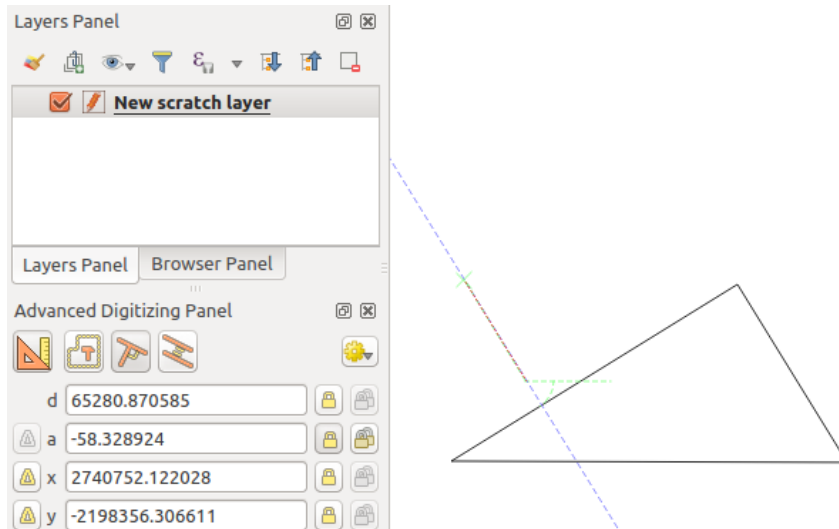 Layers Panel
New scratch layer
Layers Panel
Browser Panel
Advanced Digitizing Panel
d 65280.870585
a -58.328924
x 2740752.122028
y -2198356.306611